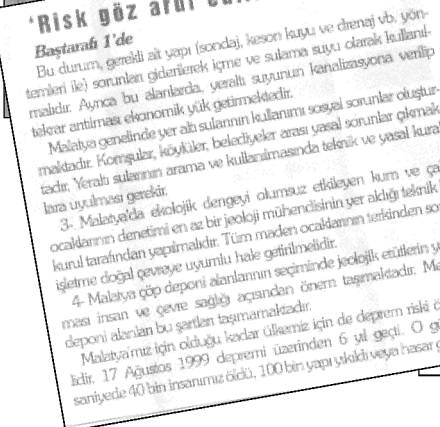 'Risk göz ardı
Baştarafı 1'de
Bu durum, gerekli alt yapı (sondaj, keson kuyu ve drenaj vb. yön-
temleri ile) sorunları giderilerek içme ve sulama suyu olarak kullanıl-
malıdır. Ayrıca bu alanlarda, yeraltı suyunun kanalizasyona verilip
tekrar arıtılması ekonomik yük getirmektedir.
Malatya genelinde yer altı sularının kullanımı sosyal sorunlar oluştur-
maktadır. Komşular, köylüler, belediyeler arası yasal sorunlar çıkmak
tadır. Yeraltı sularının arama ve kullanılmasında teknik ve yasal kura
lara uyulması gerekir.
3- Malatya'da ekolojik dengeyi olumsuz etkileyen kum ve ça
ocaklarının denetimi en az bir jeoloji mühendisinin yer aldığı teknik
kurul tarafından yapılmalıdır. Tüm maden ocaklarının terkinden so
işletme doğal çevreye uyumlu hale getirilmelidir.
4- Malatya çöp deponi alanlarının seçiminde jeolojik etütlerin y
ması insan ve çevre sağlığı açısından önem taşımaktadır. Ma
deponi alanları bu şartları taşımamaktadır.
Malatya'mız için olduğu kadar ülkemiz için de deprem riski ö
lidir. 17 Ağustos 1999 depremi üzerinden 6 yıl geçti. O g
saniyede 40 bin insanımız öldü, 100 bin yapı yıkıldı veya hasar g